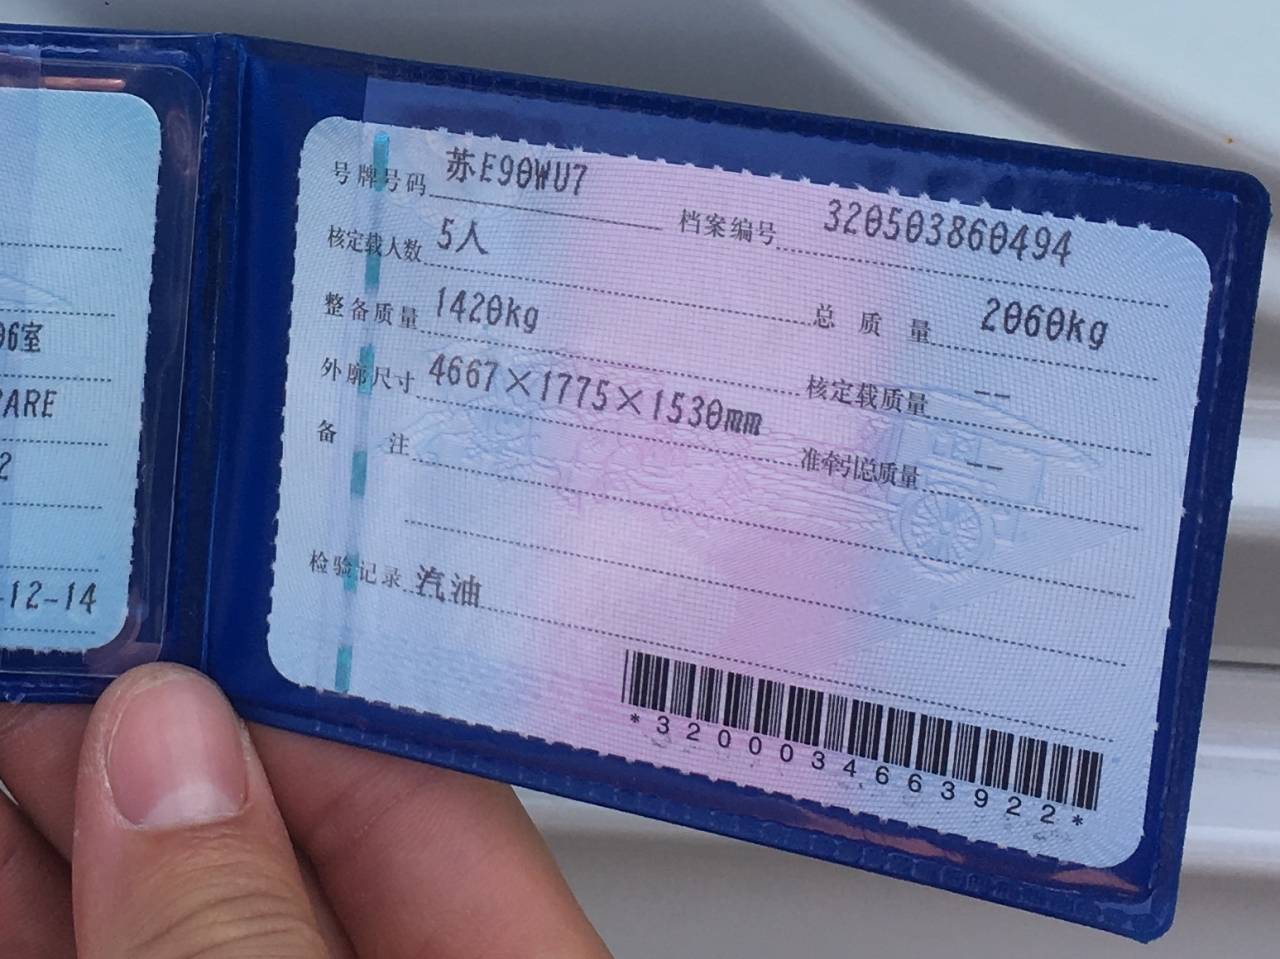 06室
PARE
2
-12-14
号牌号码 苏E90WU7
档案编号 320503860494
核定载人数 5人
总质量 2060kg
整备质量 1420kg
核定载质量 --
外廓尺寸 4667×1775×1530mm
准牵引总质量 --
备注
检验记录 汽油
*3200034663922*